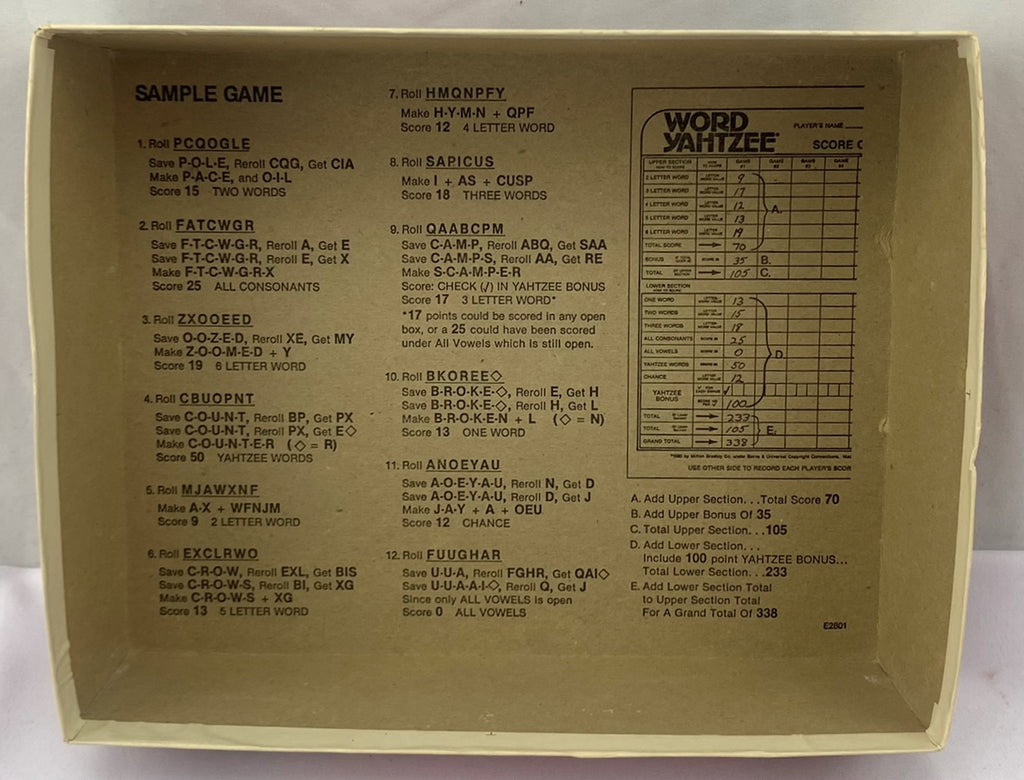 SAMPLE GAME
1. Roll PCQOGLE
Save P-O-L-E, Reroll CQG, Get CIA
Make P-A-C-E, and O-I-L
Score 15 TWO WORDS
2. Roll FATCWGR
Save F-T-C-W-G-R, Reroll A, Get E
Save F-T-C-W-G-R, Reroll E, Get X
Make F-T-C-W-G-R-X
Score 25 ALL CONSONANTS
3. Roll ZXOOEED
Save O-O-Z-E-D, Reroll XE, Get MY
Make Z-O-O-M-E-D + Y
Score 19 6 LETTER WORD
4. Roll CBUOPNT
Save C-O-U-N-T, Reroll BP, Get PX
Save C-O-U-N-T, Reroll PX, Get E◇
Make C-O-U-N-T-E-R (◇ = R)
Score 50 YAHTZEE WORDS
5. Roll MJAWXNF
Make A-X + WFNJM
Score 9 2 LETTER WORD
6. Roll EXCLRWO
Save C-R-O-W, Reroll EXL, Get BIS
Save C-R-O-W-S, Reroll BI, Get XG
Make C-R-O-W-S + XG
Score 13 5 LETTER WORD
7. Roll HMQNPFY
Make H-Y-M-N + QPF
Score 12 4 LETTER WORD
8. Roll SAPICUS
Make I + AS + CUSP
Score 18 THREE WORDS
9. Roll QAABCPM
Save C-A-M-P, Reroll ABQ, Get SAA
Save C-A-M-P-S, Reroll AA, Get RE
Make S-C-A-M-P-E-R
Score: CHECK (√) IN YAHTZEE BONUS
Score 17 3 LETTER WORD*
*17 points could be scored in any open
box, or a 25 could have been scored
under All Vowels which is still open.
10. Roll BKOREE◇
Save B-R-O-K-E-◇, Reroll E, Get H
Save B-R-O-K-E-◇, Reroll H, Get L
Make B-R-O-K-E-N + L (◇ = N)
Score 13 ONE WORD
11. Roll ANOEYAU
Save A-O-E-Y-A-U, Reroll N, Get D
Save A-O-E-Y-A-U, Reroll D, Get J
Make J-A-Y + A + OEU
Score 12 CHANCE
12. Roll FUUGHAR
Save U-U-A, Reroll FGHR, Get QAI◇
Save U-U-A-A-I-◇, Reroll Q, Get J
Since only ALL VOWELS is open
Score 0 ALL VOWELS
WORD
YAHTZEE
PLAYER'S NAME
SCORE C
UPPER SECTION
2 LETTER WORD 9
3 LETTER WORD 17
4 LETTER WORD 12 A.
5 LETTER WORD 13
6 LETTER WORD 19
TOTAL SCORE 70
BONUS 35 B.
TOTAL 105 C.
LOWER SECTION
ONE WORD 13
TWO WORDS 15
THREE WORDS 18
ALL CONSONANTS 25
ALL VOWELS 0 D
YAHTZEE WORDS 50
CHANCE 12
YAHTZEE
BONUS 100
TOTAL 233
TOTAL 105 E.
GRAND TOTAL 338
USE OTHER SIDE TO RECORD EACH PLAYER'S SCOR
A. Add Upper Section. . .Total Score 70
B. Add Upper Bonus Of 35
C. Total Upper Section. . .105
D. Add Lower Section. . .
Include 100 point YAHTZEE BONUS...
Total Lower Section. . .233
E. Add Lower Section Total
to Upper Section Total
For A Grand Total Of 338
E2801